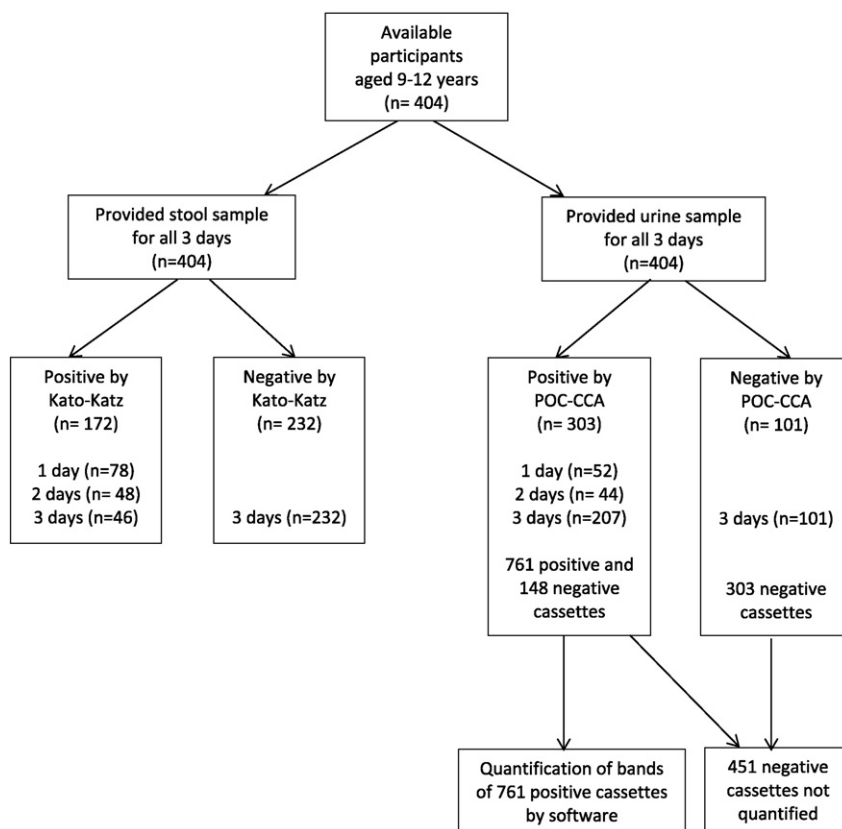 Available
participants
aged 9-12 years
(n= 404)
Provided stool sample
for all 3 days
(n=404)
Provided urine sample
for all 3 days
(n=404)
Positive by
Kato-Katz
(n= 172)
1 day (n=78)
2 days (n= 48)
3 days (n=46)
Negative by
Kato-Katz
(n= 232)
3 days (n=232)
Positive by
POC-CCA
(n= 303)
1 day (n=52)
2 days (n= 44)
3 days (n=207)
761 positive and
148 negative
cassettes
Negative by
POC-CCA
(n= 101)
3 days (n=101)
303 negative
cassettes
Quantification of bands
of 761 positive cassettes
by software
451 negative
cassettes not
quantified